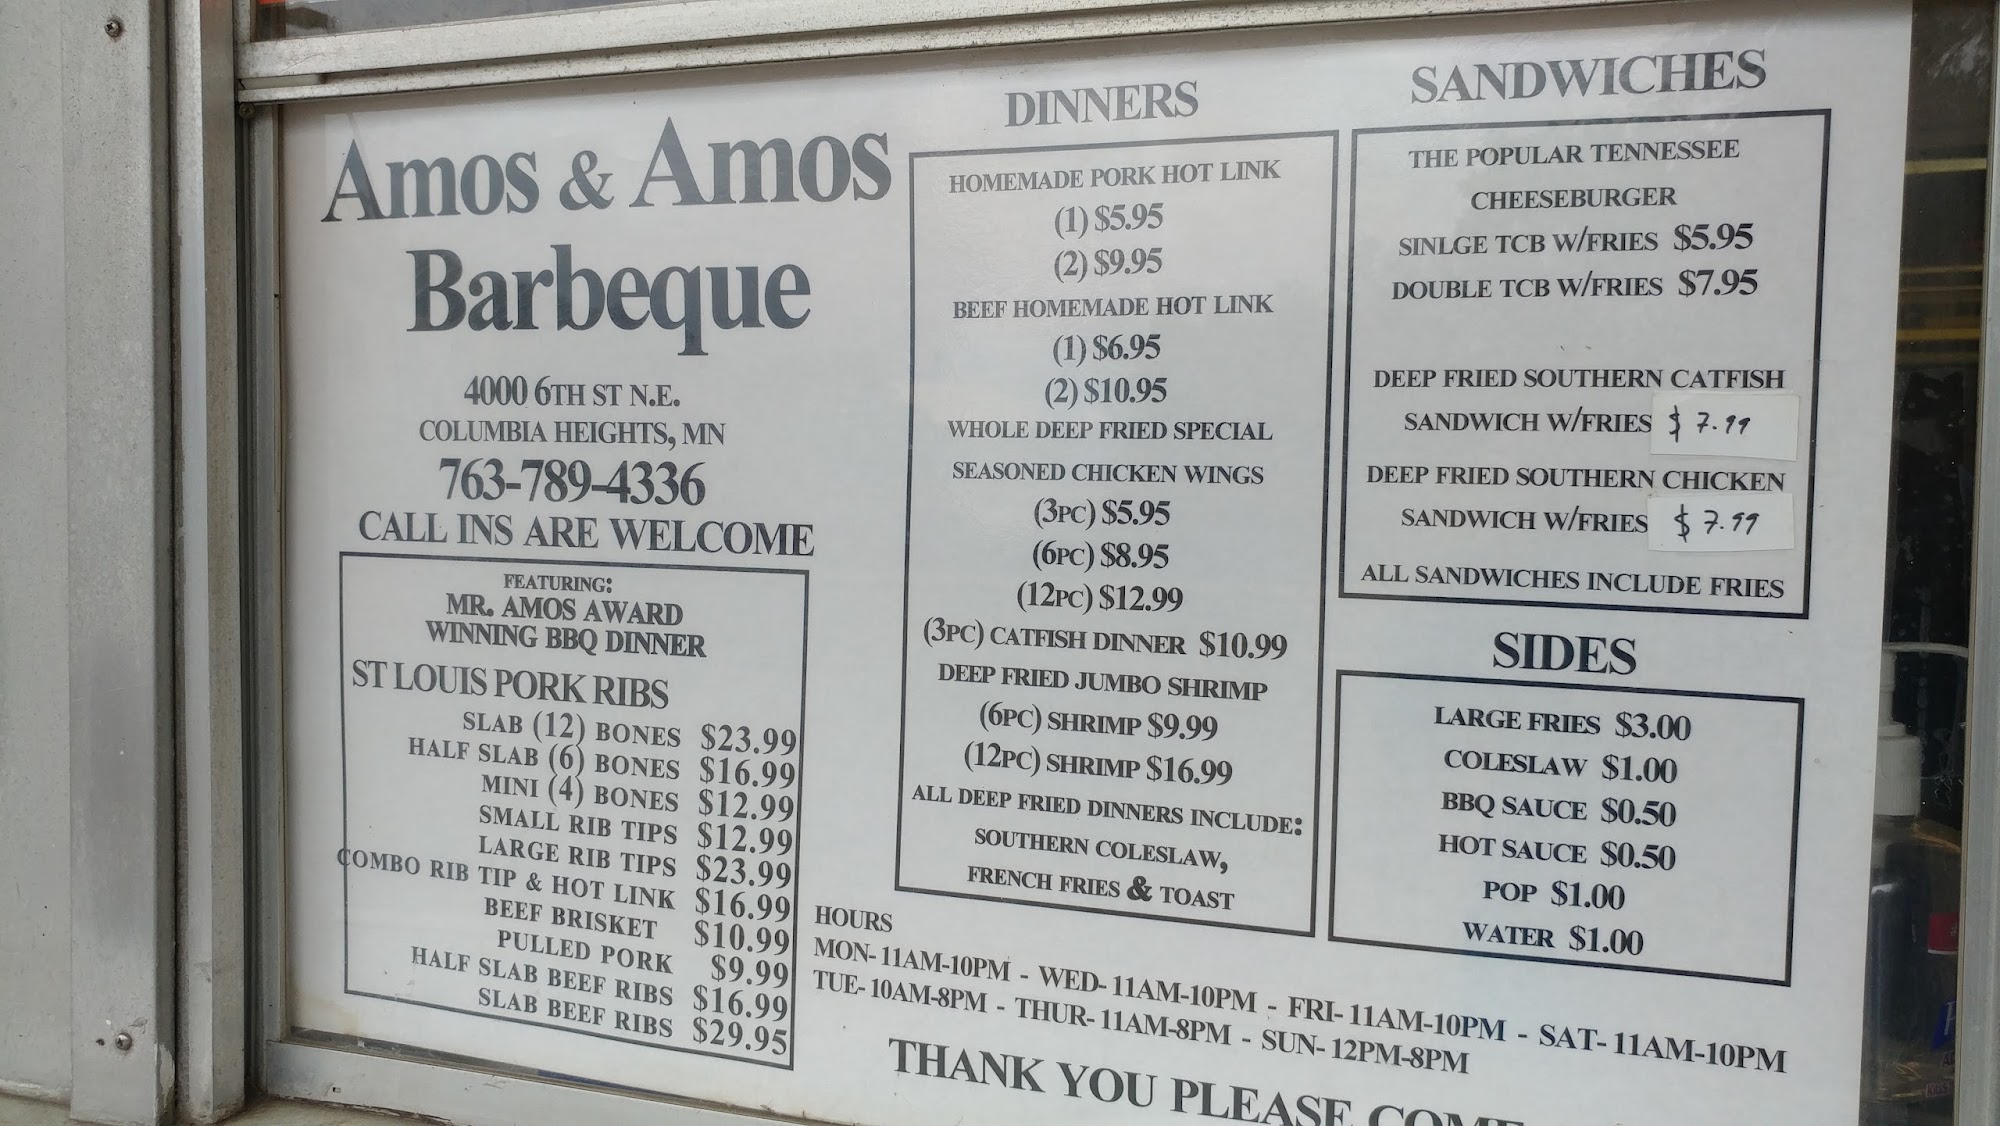 Amos & Amos
Barbeque
4000 6TH ST N.E.
COLUMBIA HEIGHTS, MN
763-789-4336
CALL INS ARE WELCOME
FEATURING:
MR. AMOS AWARD
WINNING BBQ DINNER
ST LOUIS PORK RIBS
SLAB (12) BONES $23.99
HALF SLAB (6) BONES $16.99
MINI (4) BONES $12.99
SMALL RIB TIPS $12.99
LARGE RIB TIPS $23.99
COMBO RIB TIP & HOT LINK $16.99
BEEF BRISKET $10.99
PULLED PORK $9.99
HALF SLAB BEEF RIBS $16.99
SLAB BEEF RIBS $29.95
DINNERS
HOMEMADE PORK HOT LINK
(1) $5.95
(2) $9.95
BEEF HOMEMADE HOT LINK
(1) $6.95
(2) $10.95
WHOLE DEEP FRIED SPECIAL
SEASONED CHICKEN WINGS
(3PC) $5.95
(6PC) $8.95
(12PC) $12.99
(3PC) CATFISH DINNER $10.99
DEEP FRIED JUMBO SHRIMP
(6PC) SHRIMP $9.99
(12PC) SHRIMP $16.99
ALL DEEP FRIED DINNERS INCLUDE:
SOUTHERN COLESLAW,
FRENCH FRIES & TOAST
SANDWICHES
THE POPULAR TENNESSEE
CHEESEBURGER
SINLGE TCB W/FRIES $5.95
DOUBLE TCB W/FRIES $7.95
DEEP FRIED SOUTHERN CATFISH
SANDWICH W/FRIES $7.99
DEEP FRIED SOUTHERN CHICKEN
SANDWICH W/FRIES $7.99
ALL SANDWICHES INCLUDE FRIES
SIDES
LARGE FRIES $3.00
COLESLAW $1.00
BBQ SAUCE $0.50
HOT SAUCE $0.50
POP $1.00
WATER $1.00
HOURS
MON- 11AM-10PM - WED- 11AM-10PM - FRI- 11AM-10PM - SAT- 11AM-10PM
TUE- 10AM-8PM - THUR- 11AM-8PM - SUN- 12PM-8PM
THANK YOU PLEASE COME